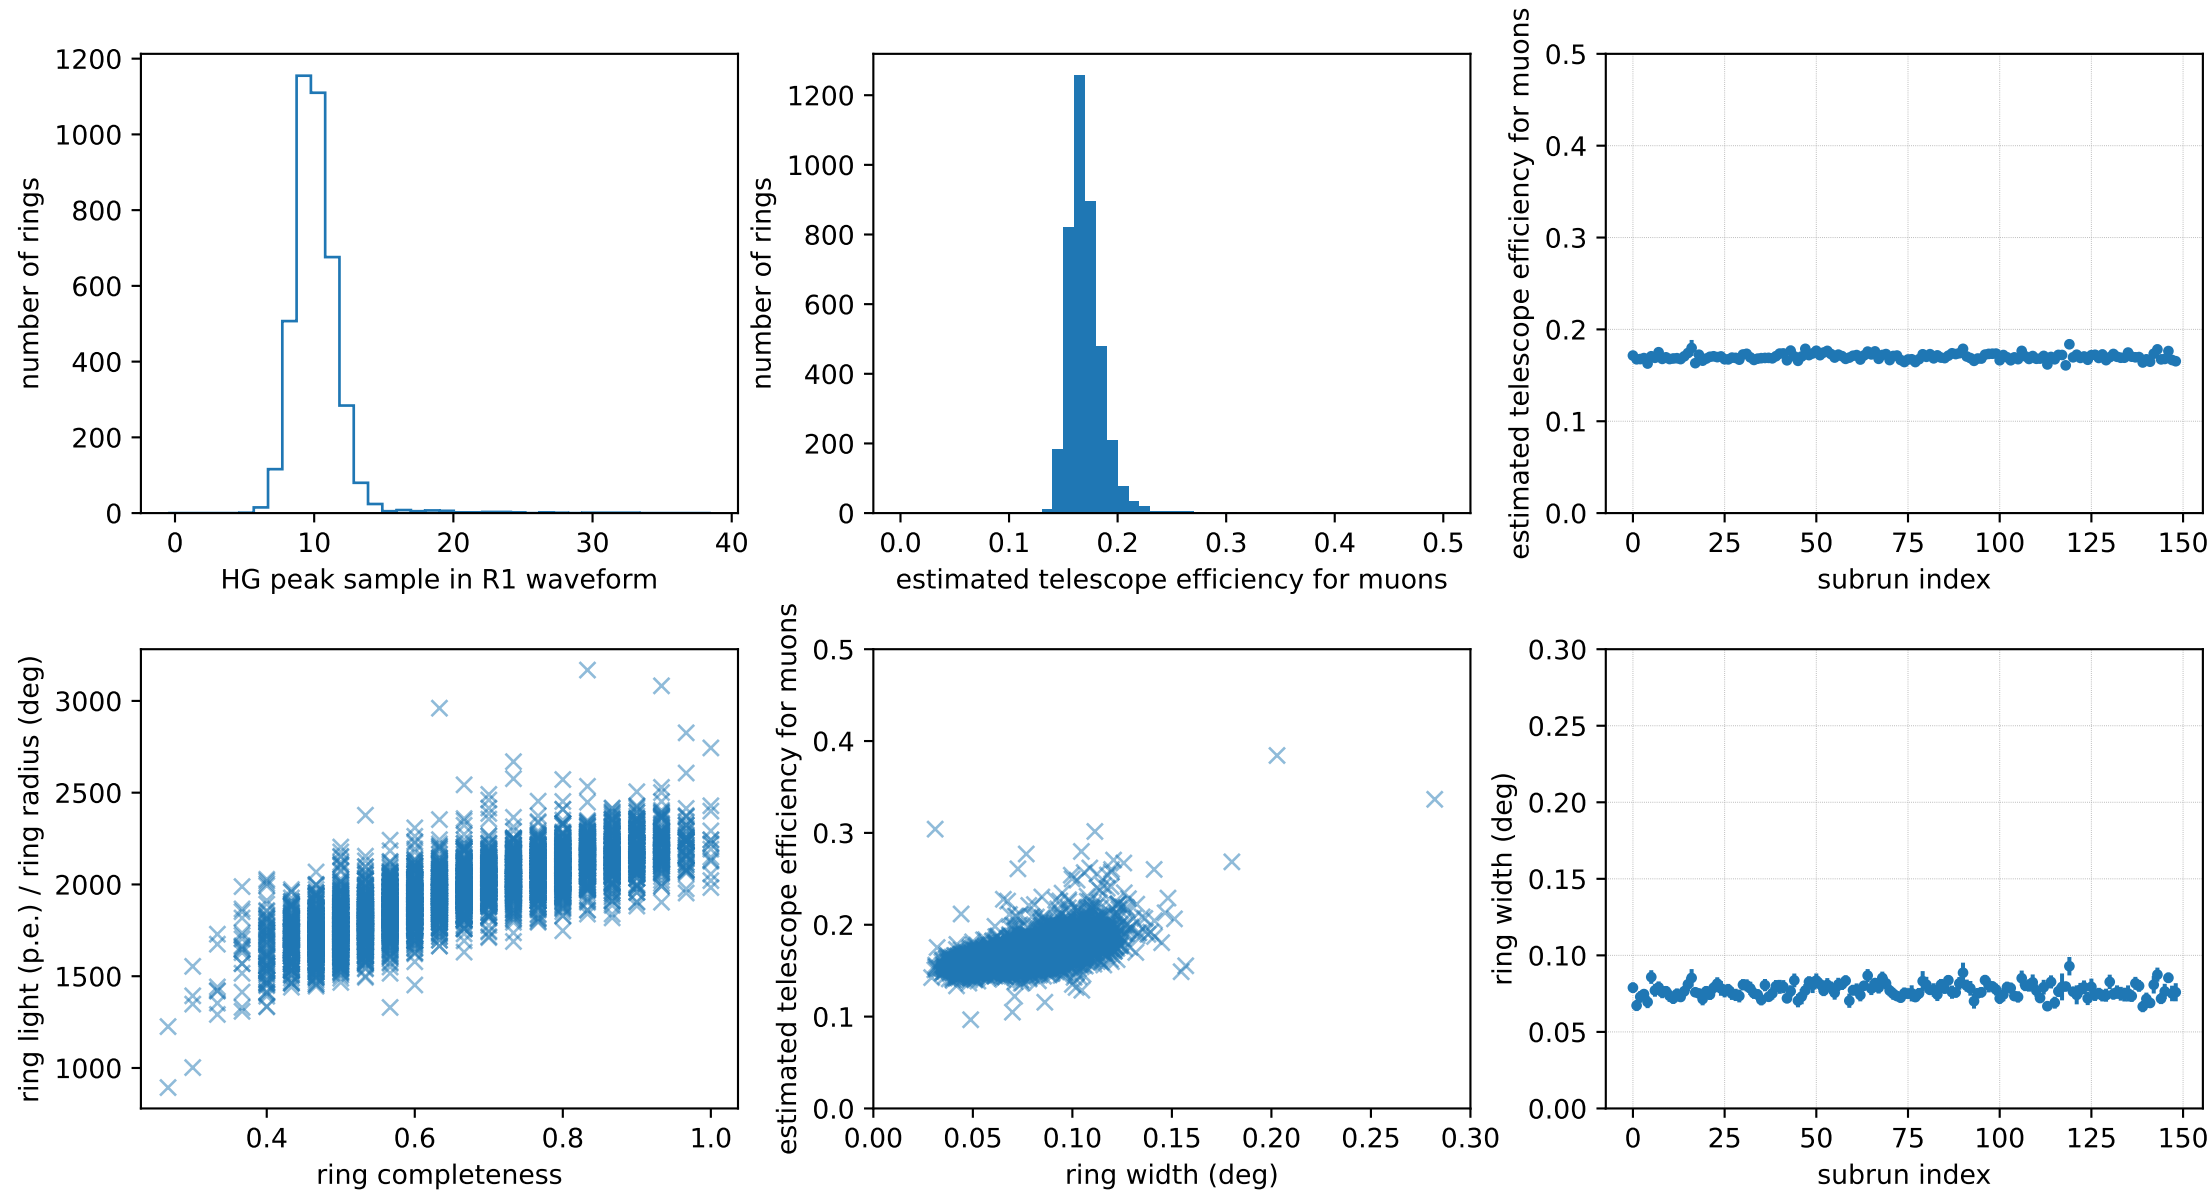 1200
1000
800
600
400
200
0
number of rings
0 10 20 30 40
HG peak sample in R1 waveform
1200
1000
800
600
400
200
0
number of rings
0.0 0.1 0.2 0.3 0.4 0.5
estimated telescope efficiency for muons
0.5
0.4
0.3
0.2
0.1
0.0
estimated telescope efficiency for muons
0 25 50 75 100 125 150
subrun index
3000
2500
2000
1500
1000
ring light (p.e.) / ring radius (deg)
0.4 0.6 0.8 1.0
ring completeness
0.5
0.4
0.3
0.2
0.1
0.0
estimated telescope efficiency for muons
0.00 0.05 0.10 0.15 0.20 0.25 0.30
ring width (deg)
0.30
0.25
0.20
0.15
0.10
0.05
0.00
ring width (deg)
0 25 50 75 100 125 150
subrun index